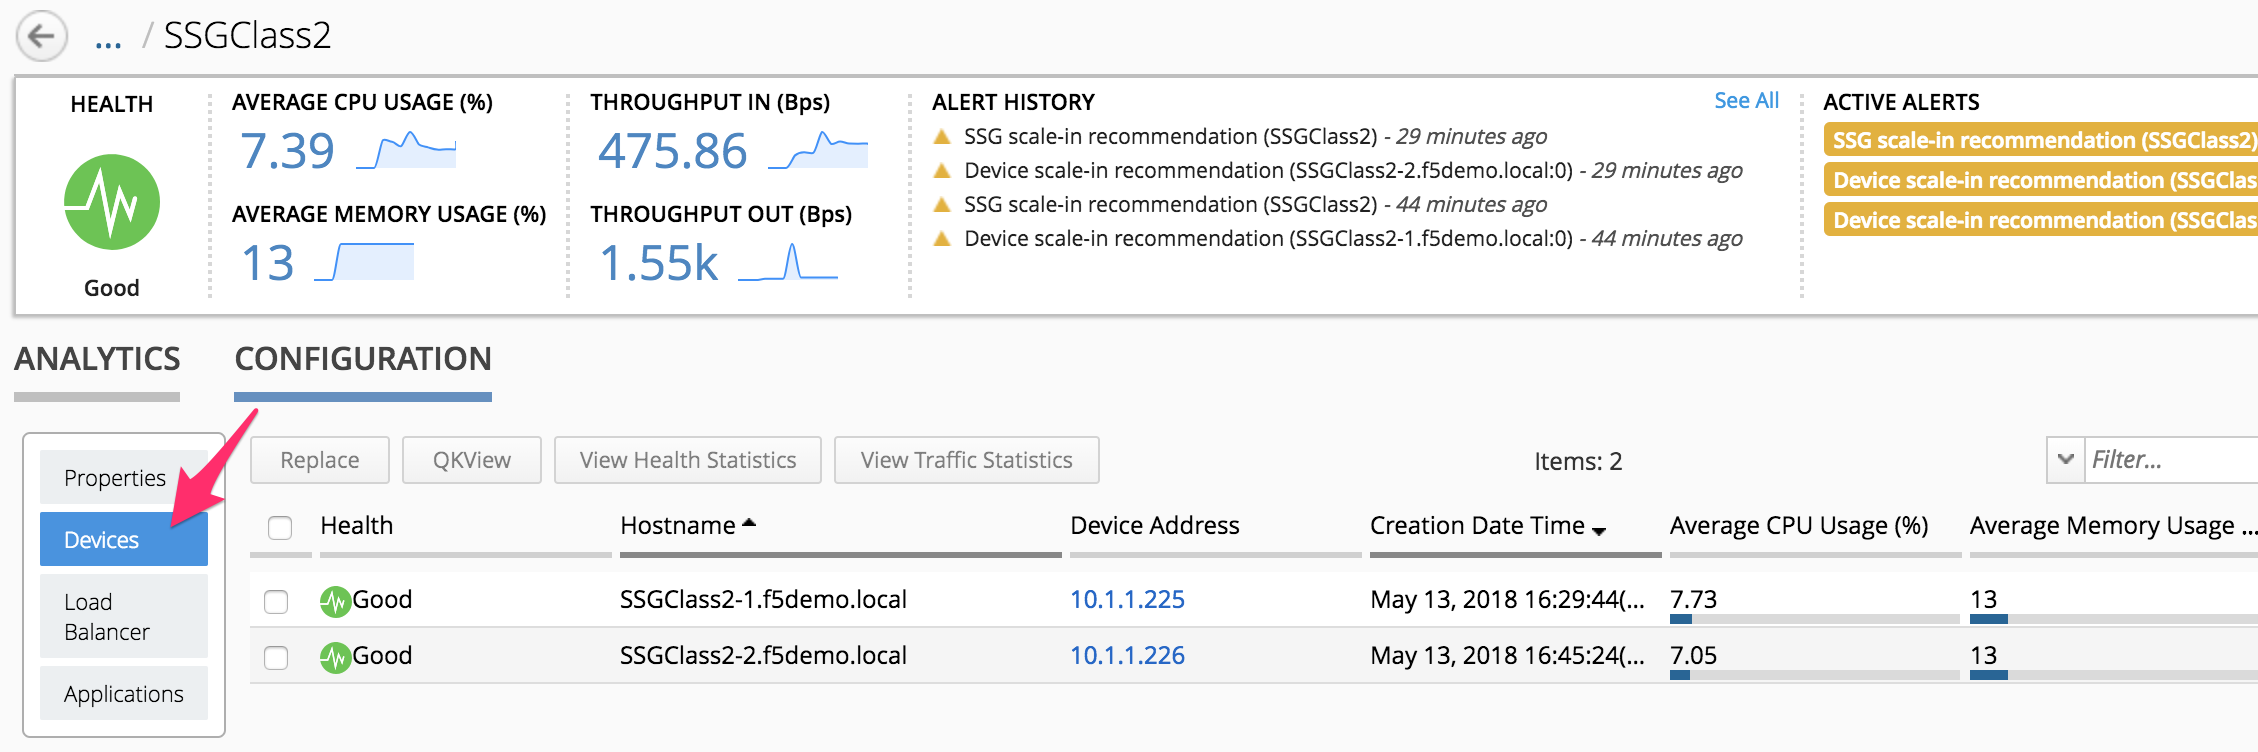 ... / SSGClass2
HEALTH
Good
AVERAGE CPU USAGE (%)
7.39
AVERAGE MEMORY USAGE (%)
13
THROUGHPUT IN (Bps)
475.86
THROUGHPUT OUT (Bps)
1.55k
ALERT HISTORY See All
SSG scale-in recommendation (SSGClass2) - 29 minutes ago
Device scale-in recommendation (SSGClass2-2.f5demo.local:0) - 29 minutes ago
SSG scale-in recommendation (SSGClass2) - 44 minutes ago
Device scale-in recommendation (SSGClass2-1.f5demo.local:0) - 44 minutes ago
ACTIVE ALERTS
SSG scale-in recommendation (SSGClass2)
Device scale-in recommendation (SSGClas
Device scale-in recommendation (SSGClas
ANALYTICS CONFIGURATION
Properties
Devices
Load
Balancer
Applications
Replace QKView View Health Statistics View Traffic Statistics Items: 2 Filter...
Health Hostname Device Address Creation Date Time Average CPU Usage (%) Average Memory Usage ...
Good SSGClass2-1.f5demo.local 10.1.1.225 May 13, 2018 16:29:44(... 7.73 13
Good SSGClass2-2.f5demo.local 10.1.1.226 May 13, 2018 16:45:24(... 7.05 13